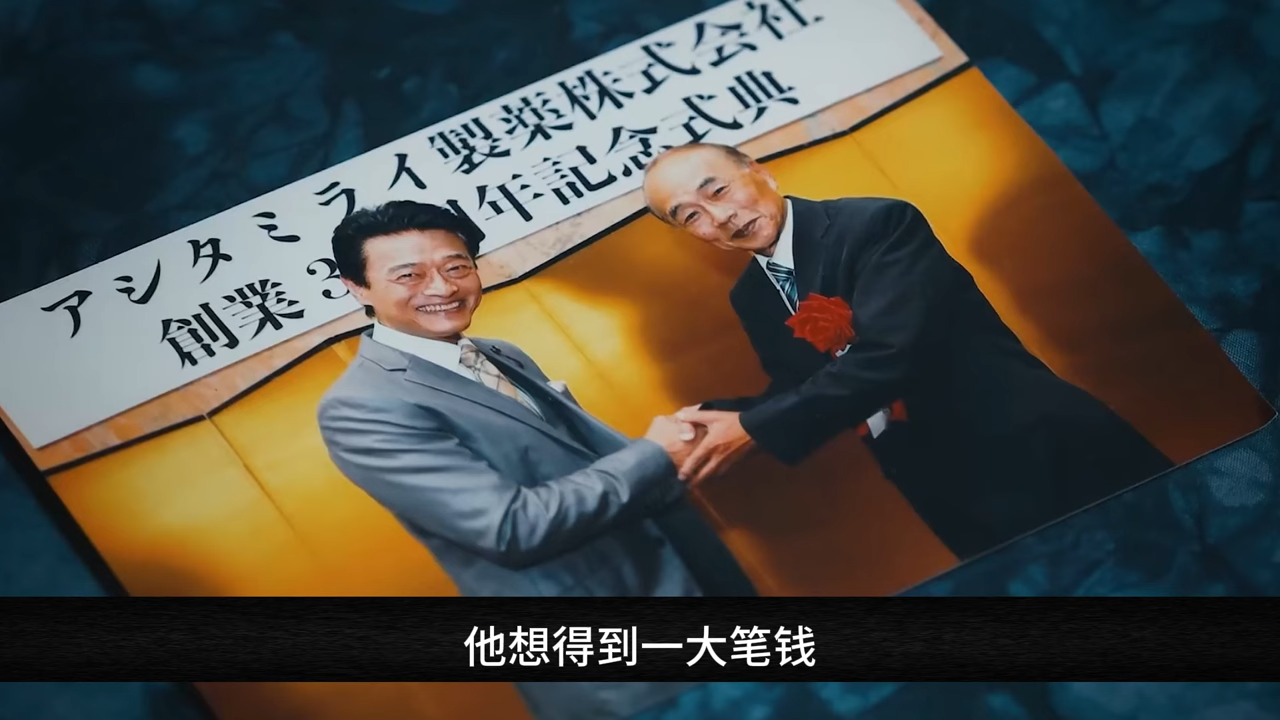 アシタミライ製薬株式会社
創業3 周年記念式典
他想得到一大笔钱